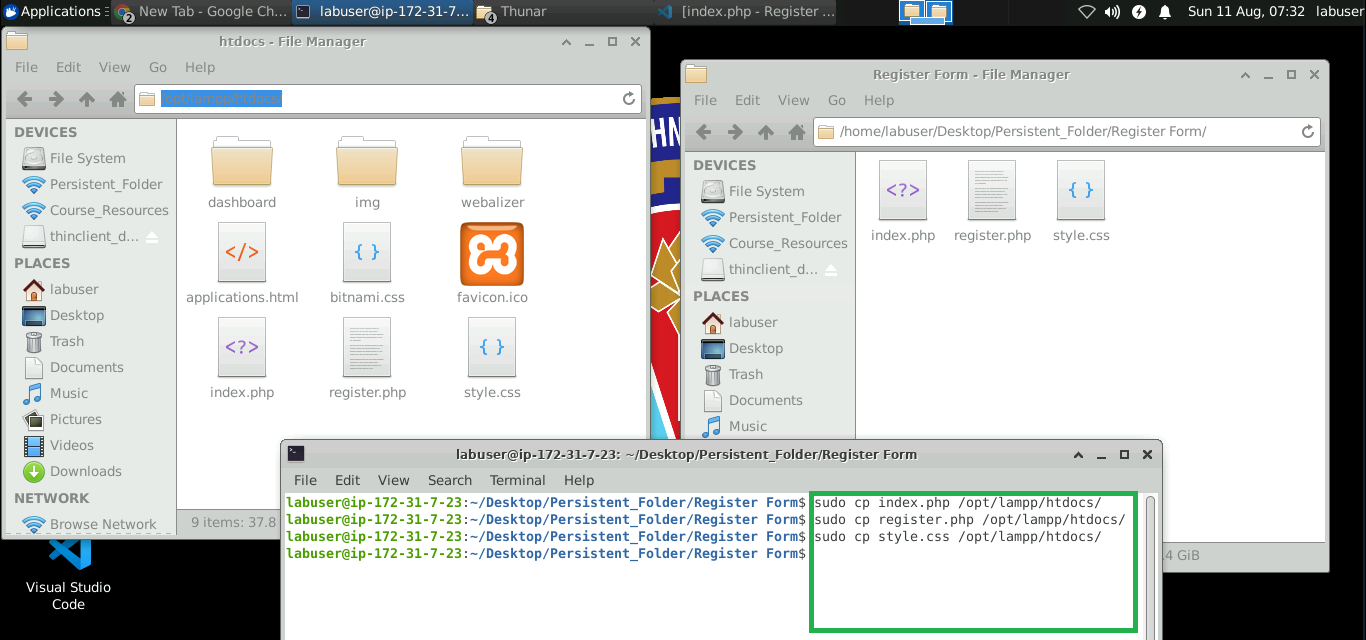 Applications
2
New Tab - Google Ch...
labuser@ip-172-31-7...
4
Thunar
[index.php - Register ...
Sun 11 Aug, 07:32
labuser
htdocs - File Manager
File Edit View Go Help
/opt/lampp/htdocs/
DEVICES
File System
Persistent_Folder
Course_Resources
thinclient_d...
PLACES
labuser
Desktop
Trash
Documents
Music
Pictures
Videos
Downloads
NETWORK
Browse Network
dashboard
img
webalizer
applications.html
bitnami.css
favicon.ico
index.php
register.php
style.css
9 items: 37.8
HN
Register Form - File Manager
File Edit View Go Help
/home/labuser/Desktop/Persistent_Folder/Register Form/
DEVICES
File System
Persistent_Folder
Course_Resources
thinclient_d...
PLACES
labuser
Desktop
Trash
Documents
Music
index.php
register.php
style.css
.4 GiB
labuser@ip-172-31-7-23: ~/Desktop/Persistent_Folder/Register Form
File Edit View Search Terminal Help
labuser@ip-172-31-7-23:~/Desktop/Persistent_Folder/Register Form$ sudo cp index.php /opt/lampp/htdocs/
labuser@ip-172-31-7-23:~/Desktop/Persistent_Folder/Register Form$ sudo cp register.php /opt/lampp/htdocs/
labuser@ip-172-31-7-23:~/Desktop/Persistent_Folder/Register Form$ sudo cp style.css /opt/lampp/htdocs/
labuser@ip-172-31-7-23:~/Desktop/Persistent_Folder/Register Form$
Visual Studio
Code